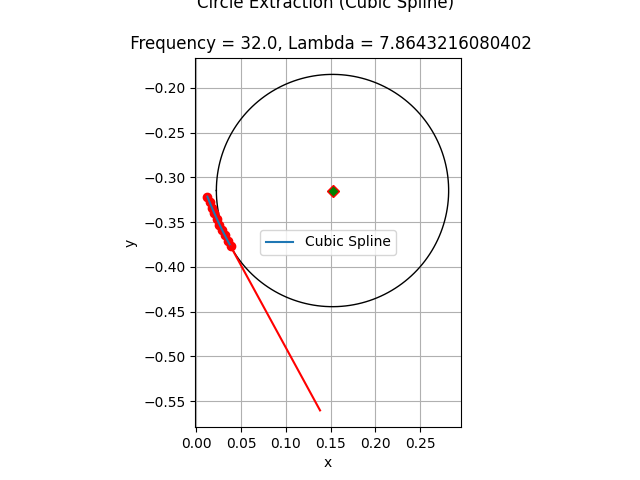 Circle Extraction (Cubic Spline)
Frequency = 32.0, Lambda = 7.8643216080402
−0.20
−0.25
−0.30
−0.35
−0.40
−0.45
−0.50
−0.55
y
Cubic Spline
0.00 0.05 0.10 0.15 0.20 0.25
x